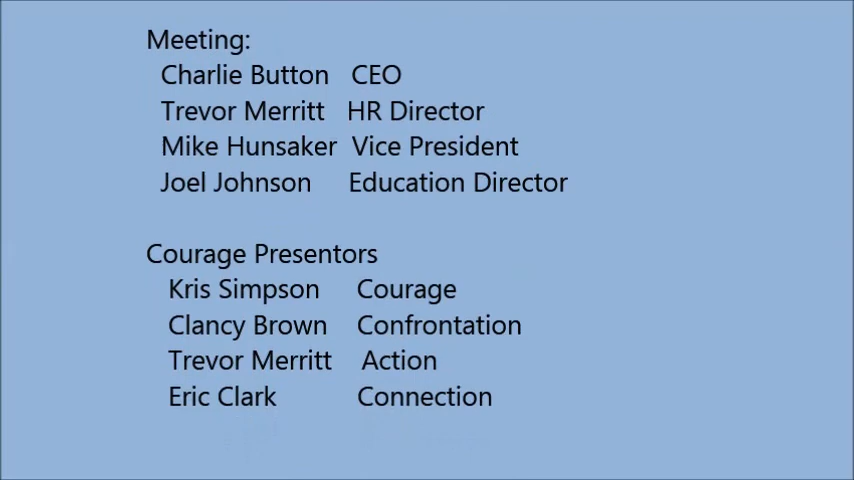 Meeting:
Charlie Button CEO
Trevor Merritt HR Director
Mike Hunsaker Vice President
Joel Johnson Education Director
Courage Presentors
Kris Simpson Courage
Clancy Brown Confrontation
Trevor Merritt Action
Eric Clark Connection